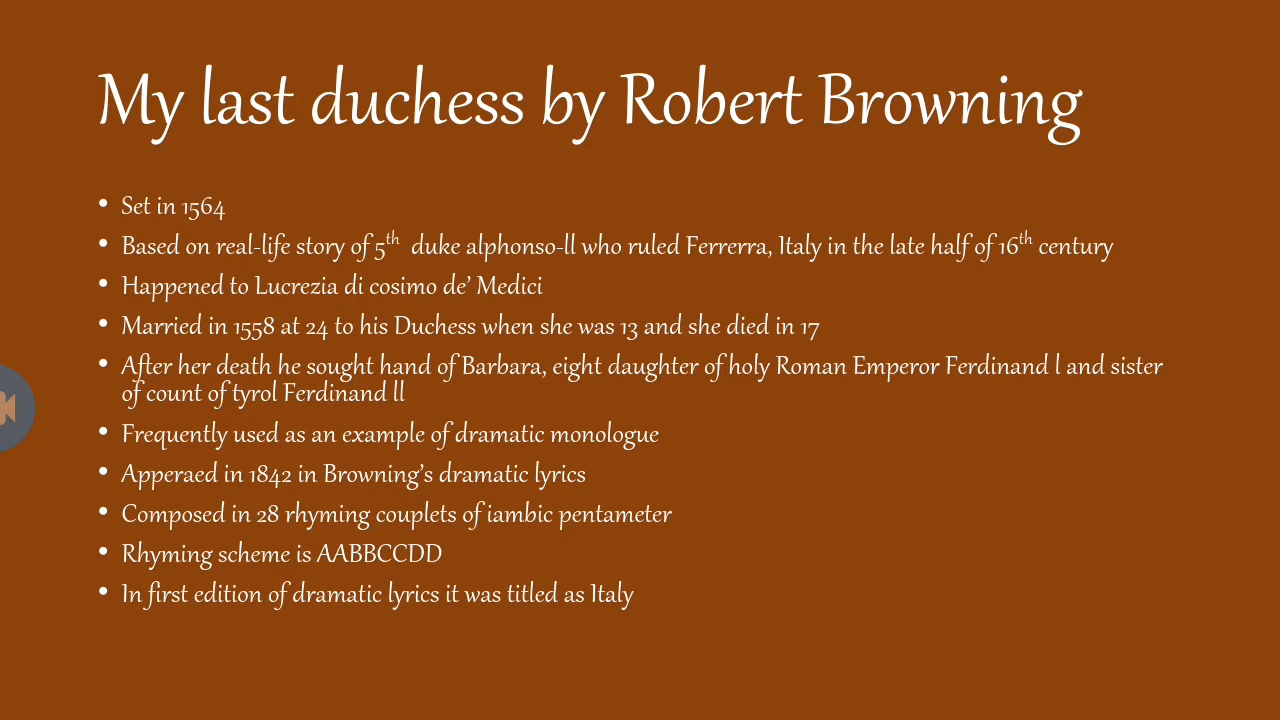 My last duchess by Robert Browning
• Set in 1564
• Based on real-life story of 5th duke alphonso-ll who ruled Ferrerra, Italy in the late half of 16th century
• Happened to Lucrezia di cosimo de’ Medici
• Married in 1558 at 24 to his Duchess when she was 13 and she died in 17
• After her death he sought hand of Barbara, eight daughter of holy Roman Emperor Ferdinand l and sister
of count of tyrol Ferdinand ll
• Frequently used as an example of dramatic monologue
• Apperaed in 1842 in Browning’s dramatic lyrics
• Composed in 28 rhyming couplets of iambic pentameter
• Rhyming scheme is AABBCCDD
• In first edition of dramatic lyrics it was titled as Italy